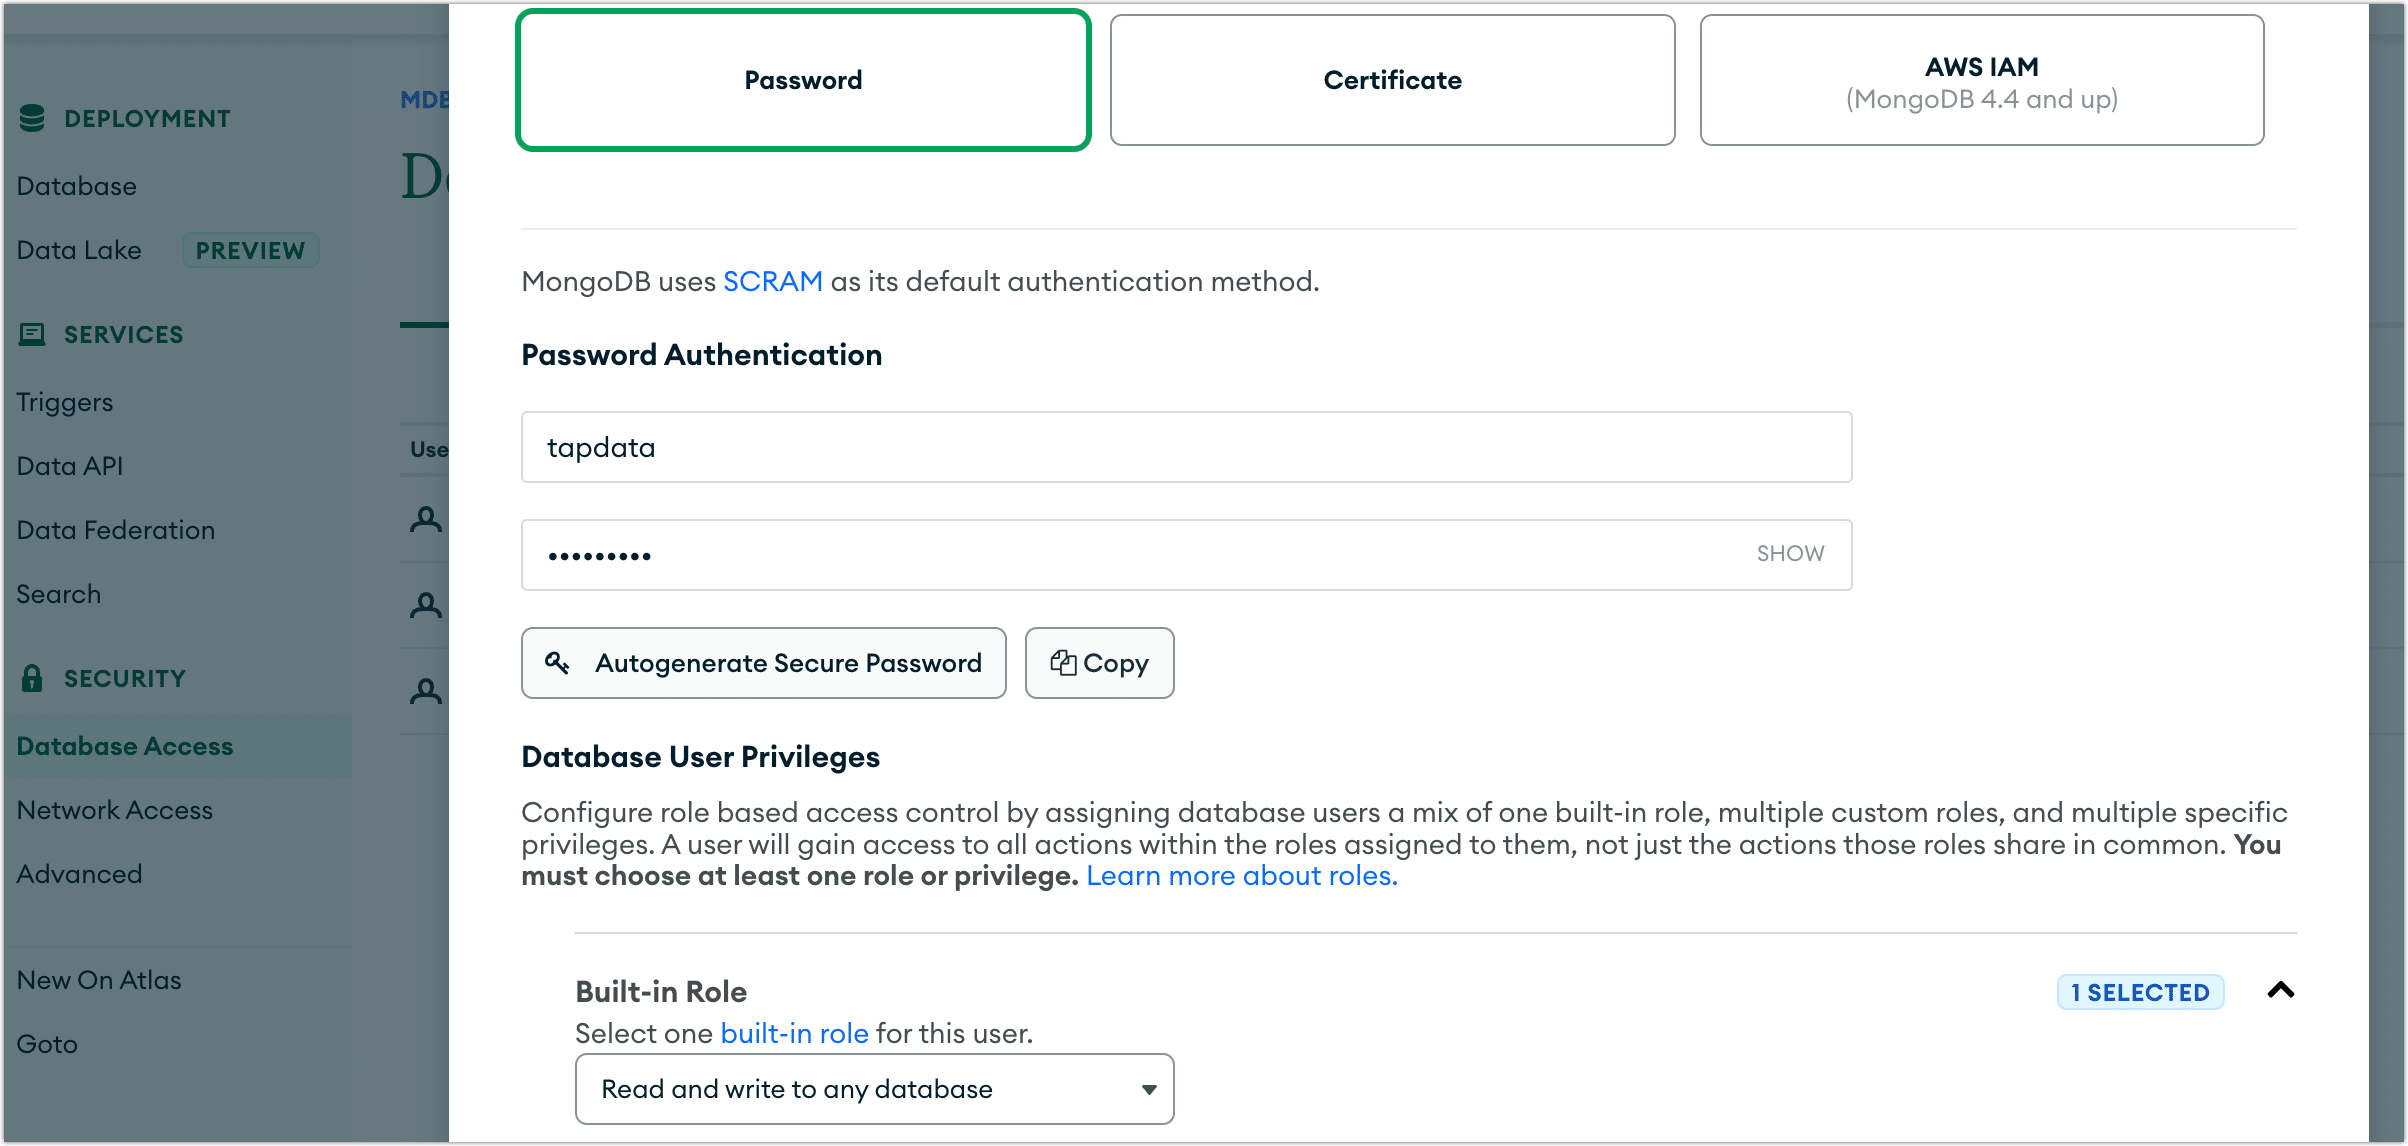 DEPLOYMENT
Database
Data Lake PREVIEW
SERVICES
Triggers
Data API
Data Federation
Search
SECURITY
Database Access
Network Access
Advanced
New On Atlas
Goto
MDB
De
Use
Password
Certificate
AWS IAM
(MongoDB 4.4 and up)
MongoDB uses SCRAM as its default authentication method.
Password Authentication
tapdata
••••••••• SHOW
Autogenerate Secure Password
Copy
Database User Privileges
Configure role based access control by assigning database users a mix of one built-in role, multiple custom roles, and multiple specific
privileges. A user will gain access to all actions within the roles assigned to them, not just the actions those roles share in common. You
must choose at least one role or privilege. Learn more about roles.
Built-in Role
1 SELECTED
Select one built-in role for this user.
Read and write to any database